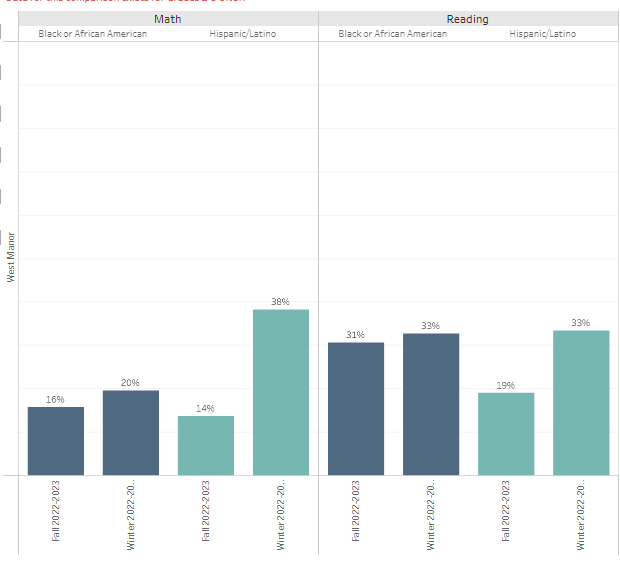 Math Reading
Black or African American Hispanic/Latino Black or African American Hispanic/Latino
West Manor
16% 20% 14% 38% 31% 33% 19% 33%
Fall 2022-2023
Winter 2022-20..
Fall 2022-2023
Winter 2022-20..
Fall 2022-2023
Winter 2022-20..
Fall 2022-2023
Winter 2022-20..